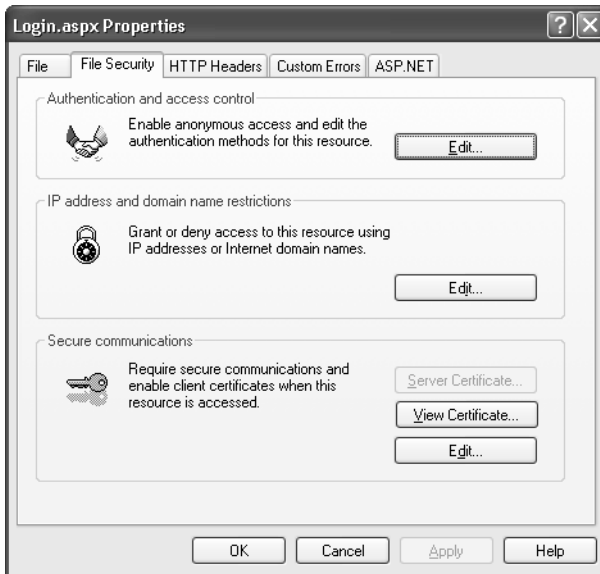 Login.aspx Properties
File
File Security
HTTP Headers
Custom Errors
ASP.NET
Authentication and access control
Enable anonymous access and edit the
authentication methods for this resource.
Edit...
IP address and domain name restrictions
Grant or deny access to this resource using
IP addresses or Internet domain names.
Edit...
Secure communications
Require secure communications and
enable client certificates when this
resource is accessed.
Server Certificate...
View Certificate...
Edit...
OK
Cancel
Apply
Help